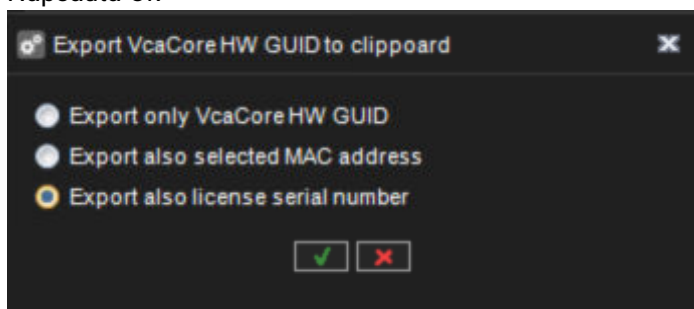 Export VcaCore HW GUID to clippoard
Export only VcaCore HW GUID
Export also selected MAC address
Export also license serial number